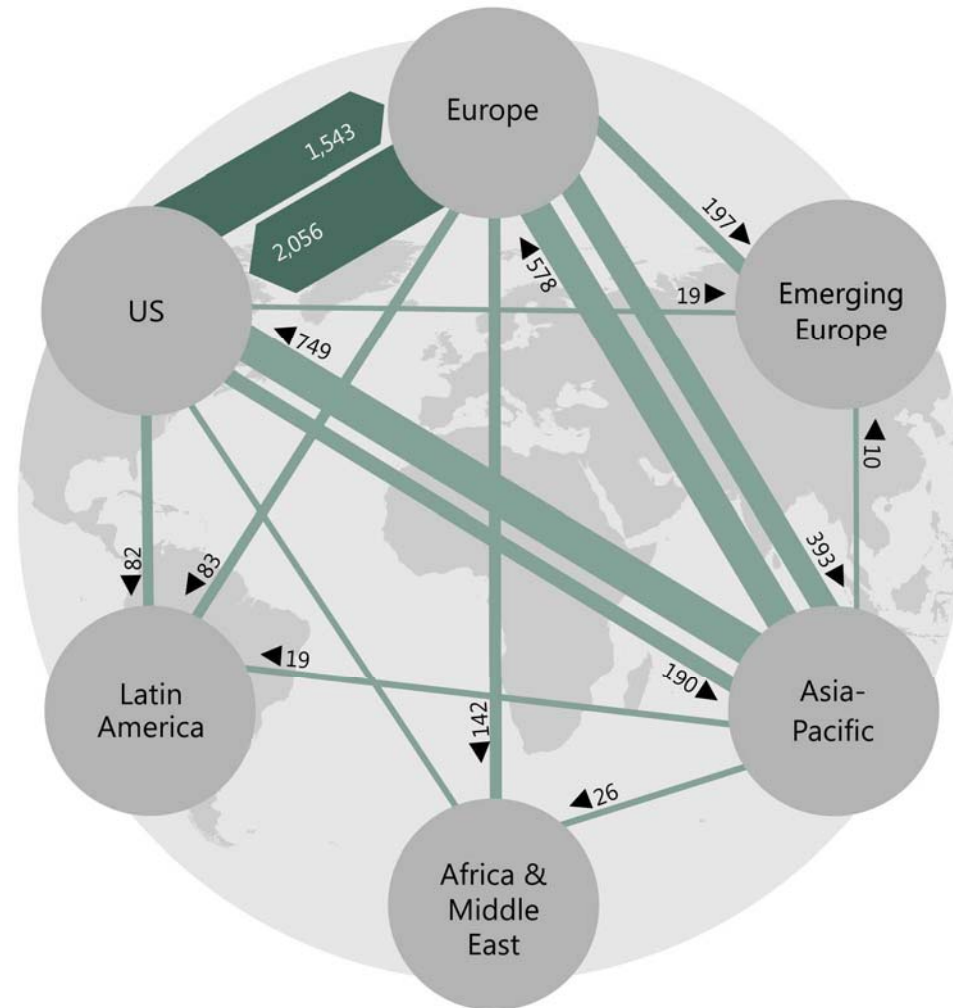 Europe
1,543
2,056
197
578
19
Emerging
Europe
US
749
10
82
83
393
19
190
142
Latin
America
Asia-
Pacific
26
Africa &
Middle
East